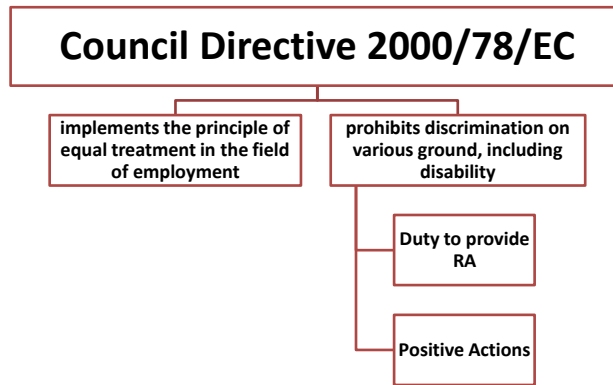 Council Directive 2000/78/EC
implements the principle of
equal treatment in the field
of employment
prohibits discrimination on
various ground, including
disability
Duty to provide
RA
Positive Actions